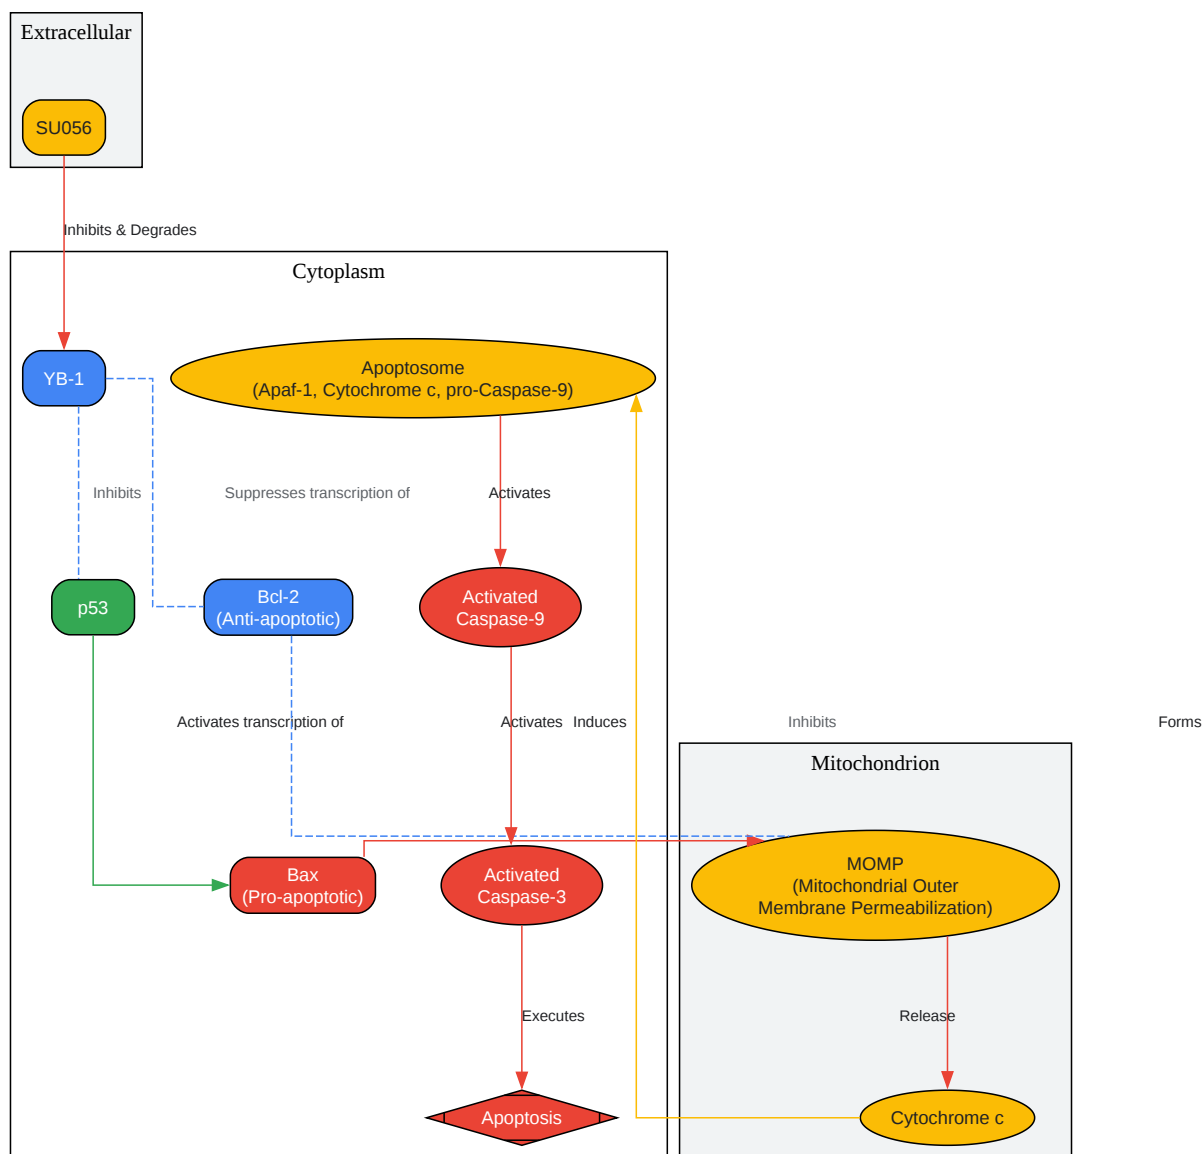 Extracellular
SU056
Inhibits & Degrades
Cytoplasm
YB-1
Apoptosome
(Apaf-1, Cytochrome c, pro-Caspase-9)
Inhibits
Suppresses transcription of
Activates
p53
Bcl-2
(Anti-apoptotic)
Activated
Caspase-9
Activates transcription of
Activates
Induces
Inhibits
Forms
Mitochondrion
Bax
(Pro-apoptotic)
Activated
Caspase-3
MOMP
(Mitochondrial Outer
Membrane Permeabilization)
Executes
Release
Apoptosis
Cytochrome c